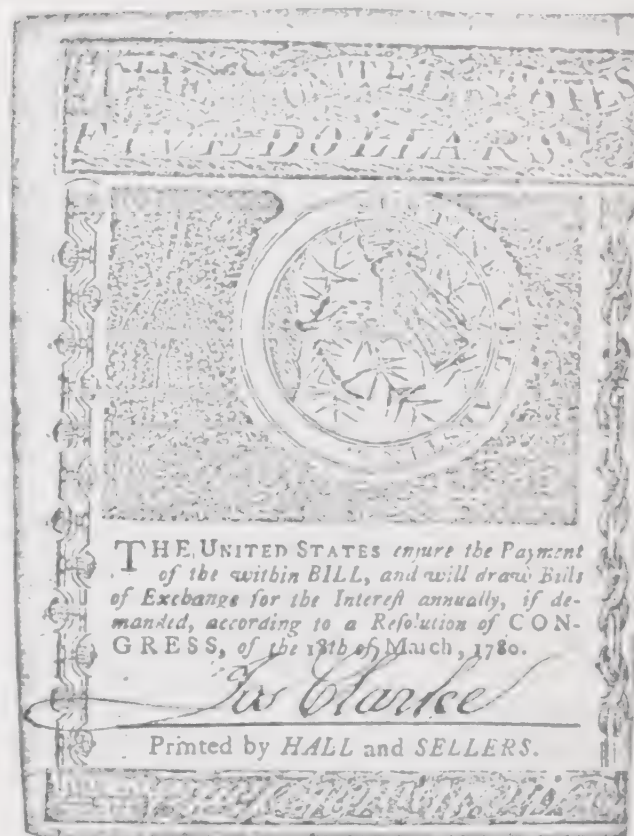 FIVE DOLLARS
THE UNITED STATES enſure the Payment
of the within BILL, and will draw Bills
of Exchange for the Intereſt annually, if de-
manded, according to a Reſolution of CON-
GRESS, of the 18th of March, 1780.
Clarke
Printed by HALL and SELLERS.